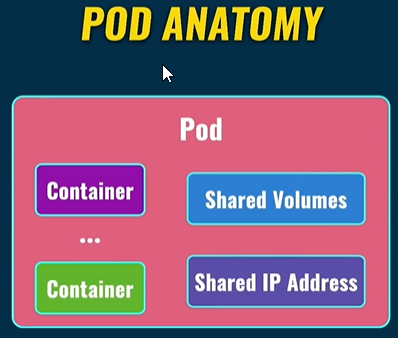 POD ANATOMY
Pod
Container
...
Container
Shared Volumes
Shared IP Address